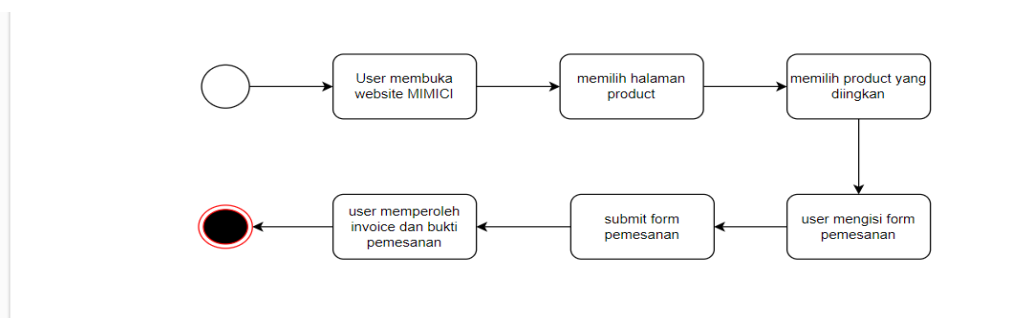 User membuka
website MIMICI
memilih halaman
product
memilih product yang
diingkan
user mengisi form
pemesanan
submit form
pemesanan
user memperoleh
invoice dan bukti
pemesanan